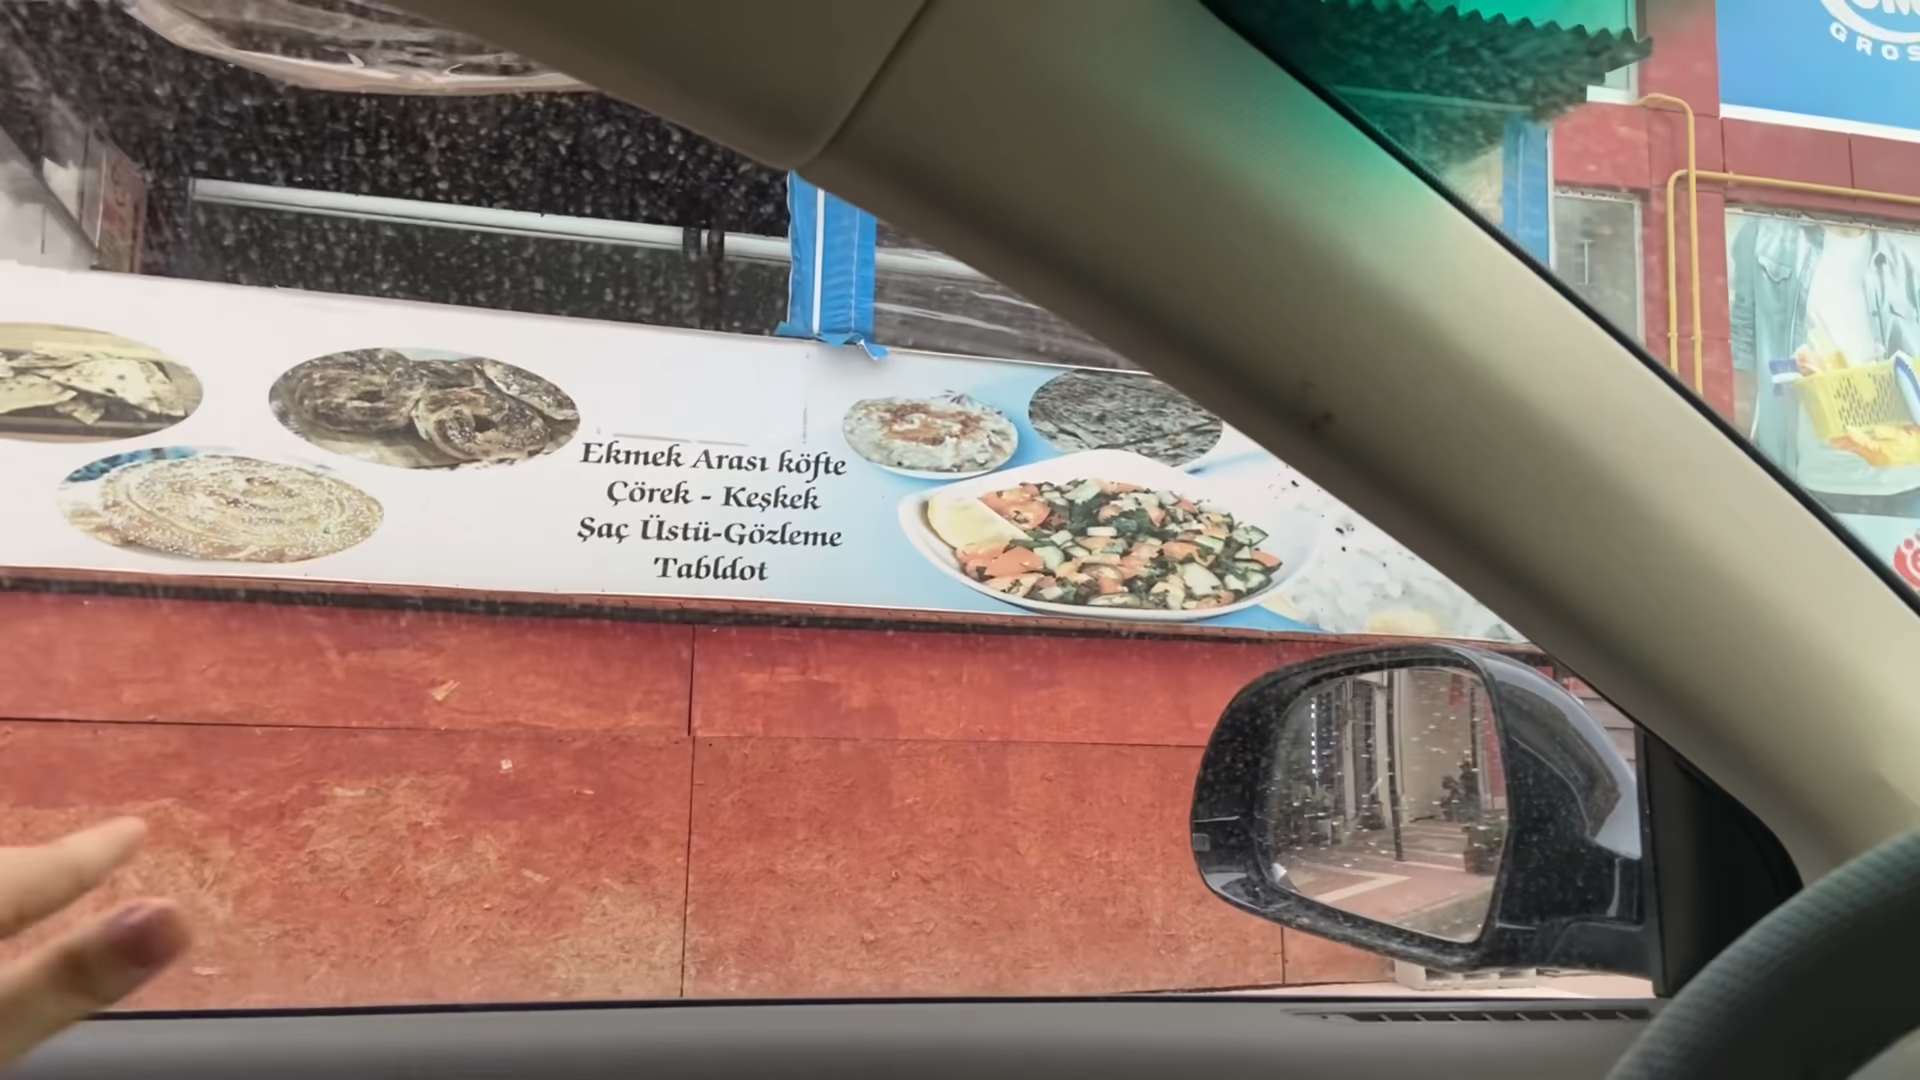 Ekmek Arası köfte
Çörek - Keşkek
Şaç Üstü-Gözleme
Tabldot